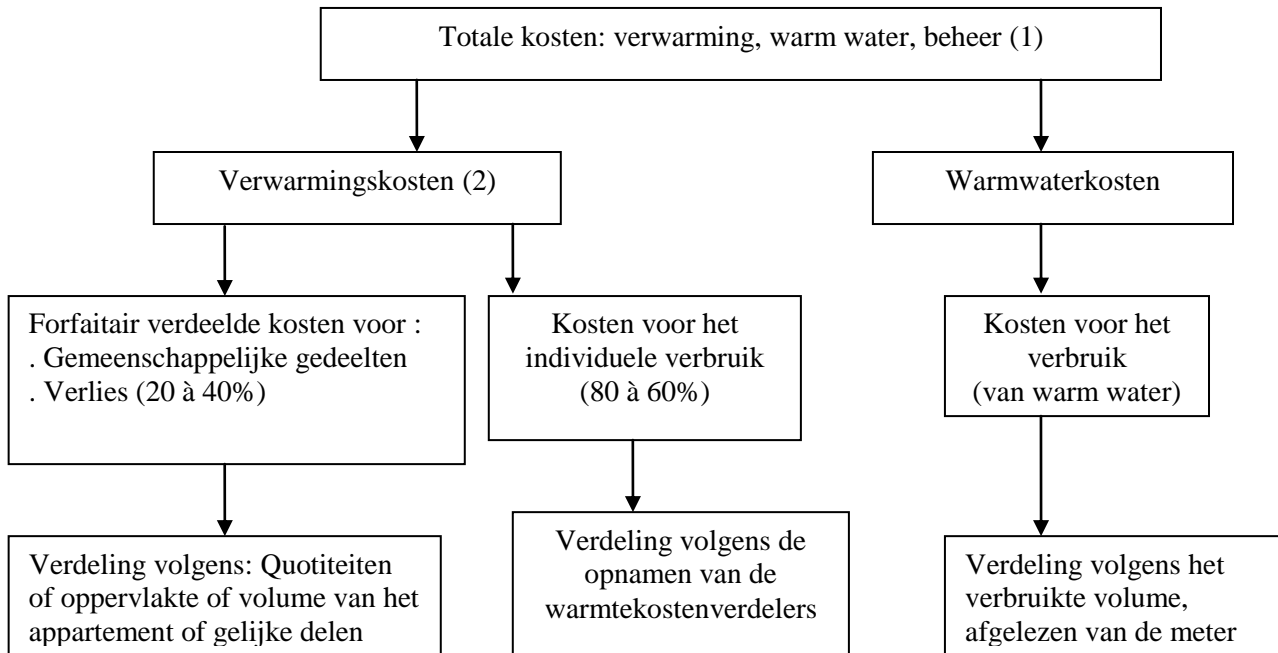 Totale kosten: verwarming, warm water, beheer (1)
Verwarmingskosten (2)
Warmwaterkosten
Forfaitair verdeelde kosten voor :
. Gemeenschappelijke gedeelten
. Verlies (20 à 40%)
Kosten voor het
individuele verbruik
(80 à 60%)
Kosten voor het
verbruik
(van warm water)
Verdeling volgens: Quotiteiten
of oppervlakte of volume van het
appartement of gelijke delen
Verdeling volgens de
opnamen van de
warmtekostenverdelers
Verdeling volgens het
verbruikte volume,
afgelezen van de meter